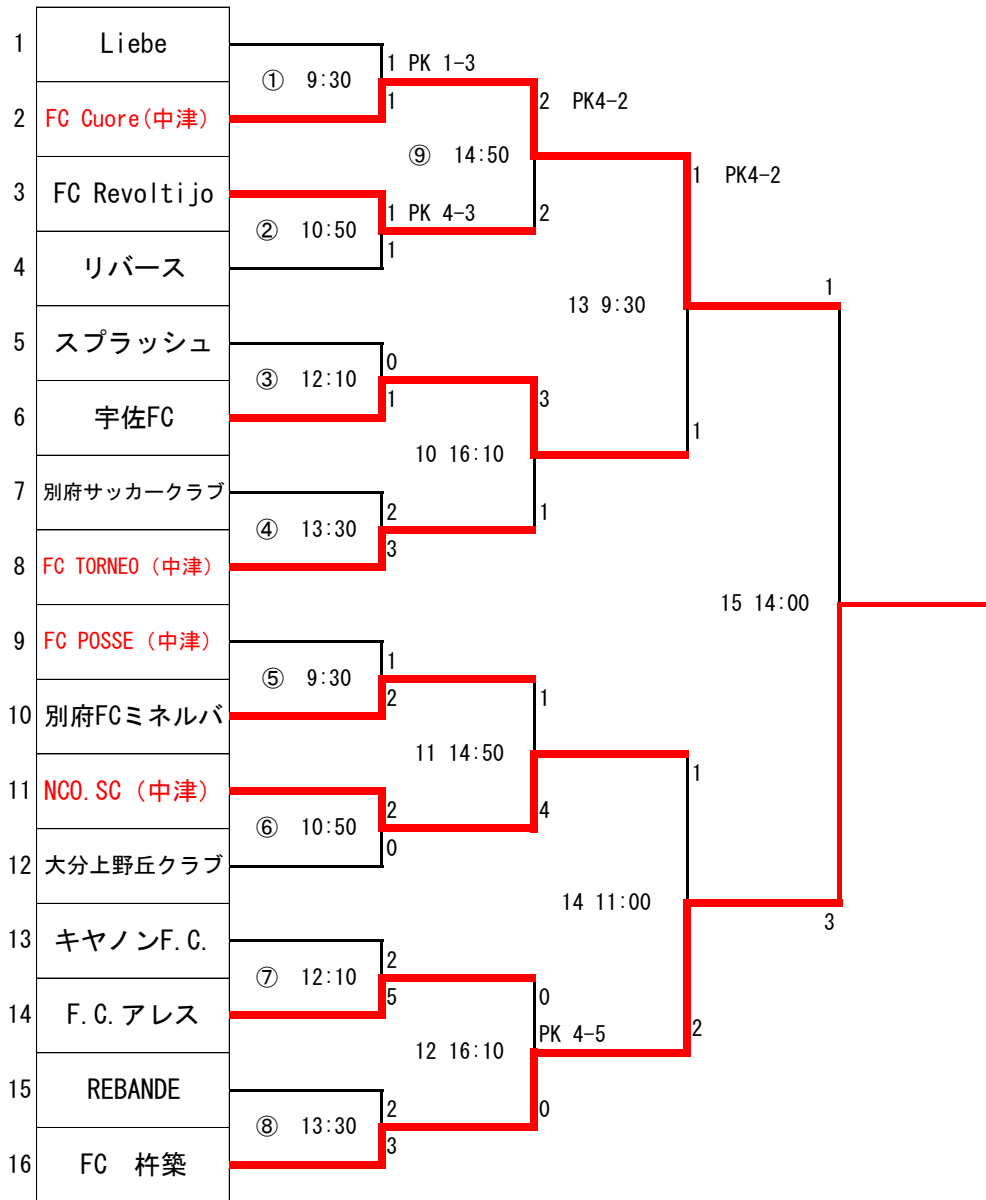 1 Liebe
① 9:30
1 PK 1-3
1
2 FC Cuore(中津)
2 PK4-2
⑨ 14:50
2
3 FC Revoltijo
② 10:50
1 PK 4-3
1
4 リバース
1 PK4-2
13 9:30
1
1
5 スプラッシュ
③ 12:10
0
1
6 宇佐FC
3
10 16:10
1
7 別府サッカークラブ
④ 13:30
2
3
8 FC TORNEO (中津)
15 14:00
9 FC POSSE (中津)
⑤ 9:30
1
2
10 別府FCミネルバ
1
11 14:50
4
11 NCO.SC (中津)
⑥ 10:50
2
0
12 大分上野丘クラブ
1
14 11:00
2
3
13 キヤノンF.C.
⑦ 12:10
2
5
14 F.C.アレス
0
PK 4-5
12 16:10
0
15 REBANDE
⑧ 13:30
2
3
16 FC 杵築